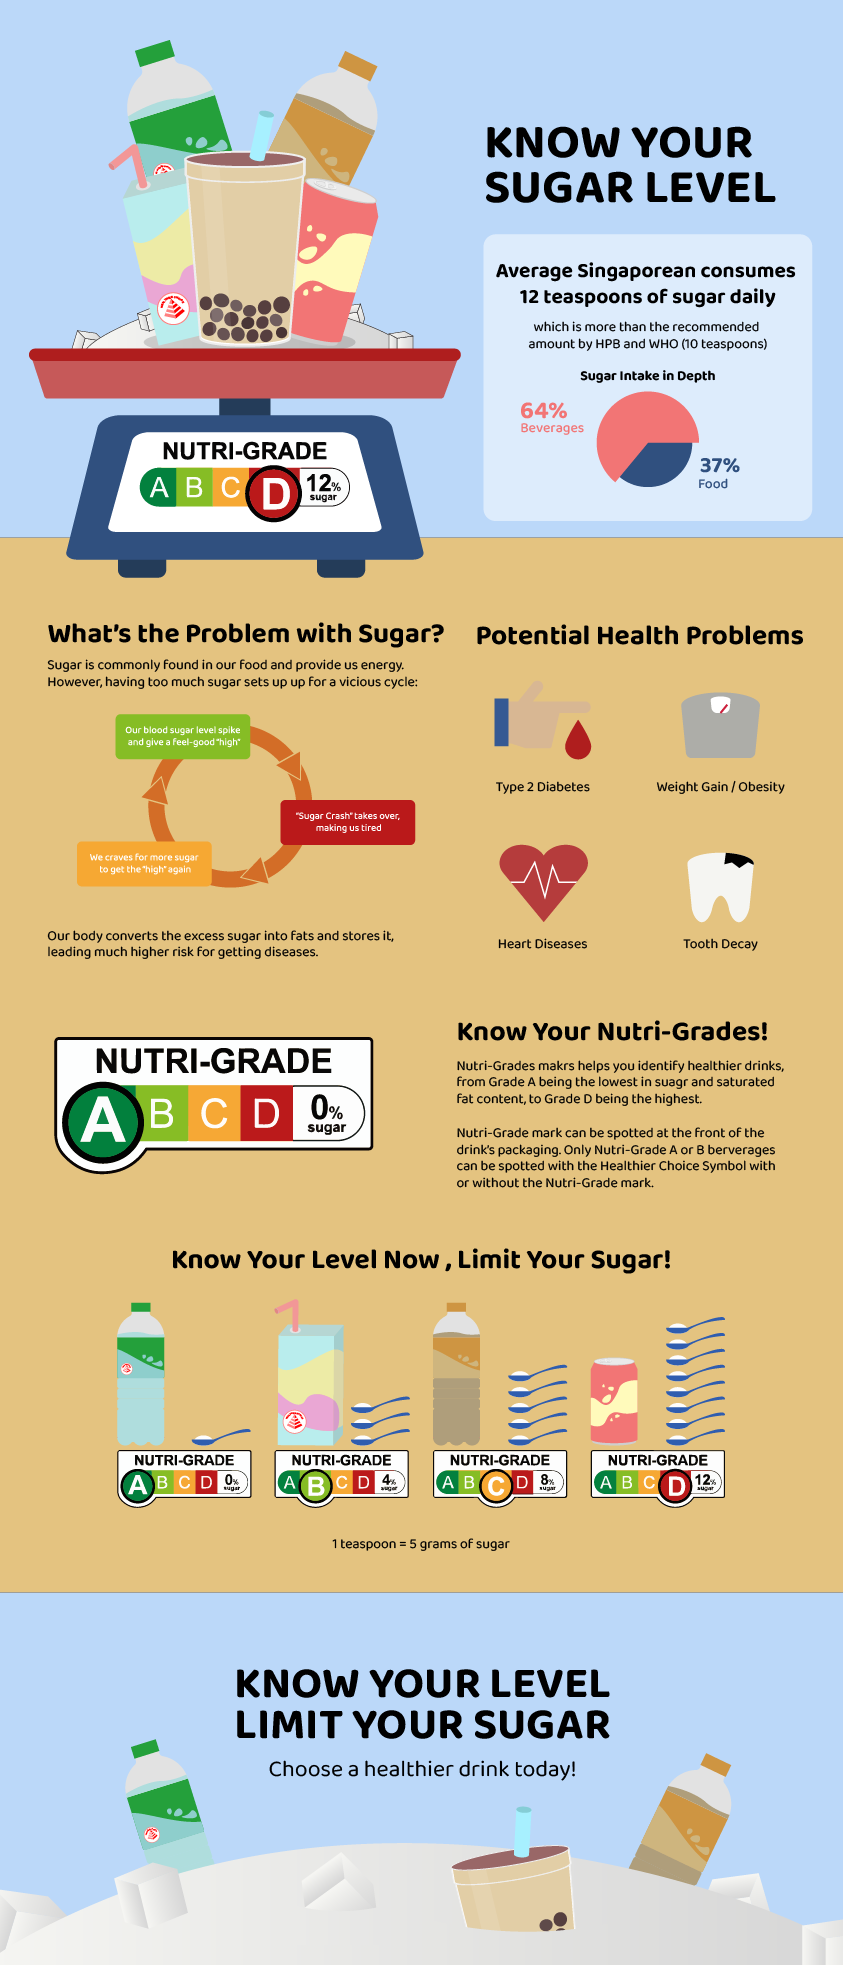 KNOW YOUR
SUGAR LEVEL
Average Singaporean consumes
12 teaspoons of sugar daily
which is more than the recommended
amount by HPB and WHO (10 teaspoons)
Sugar Intake in Depth
64%
Beverages
37%
Food
NUTRI-GRADE
A B C D 12%
sugar
What's the Problem with Sugar?
Sugar is commonly found in our food and provide us energy.
However, having too much sugar sets up up for a vicious cycle:
Our blood sugar level spike
and give a feel-good "high"
"Sugar Crash" takes over,
making us tired
We craves for more sugar
to get the "high" again
Our body converts the excess sugar into fats and stores it,
leading much higher risk for getting diseases.
Potential Health Problems
Type 2 Diabetes
Weight Gain / Obesity
Heart Diseases
Tooth Decay
NUTRI-GRADE
A B C D 0%
sugar
Know Your Nutri-Grades!
Nutri-Grades makrs helps you identify healthier drinks,
from Grade A being the lowest in suagr and saturated
fat content, to Grade D being the highest.
Nutri-Grade mark can be spotted at the front of the
drink's packaging. Only Nutri-Grade A or B berverages
can be spotted with the Healthier Choice Symbol with
or without the Nutri-Grade mark.
Know Your Level Now , Limit Your Sugar!
NUTRI-GRADE
A B C D 0%
sugar
NUTRI-GRADE
A B C D 4%
sugar
NUTRI-GRADE
A B C D 8%
sugar
NUTRI-GRADE
A B C D 12%
sugar
1 teaspoon = 5 grams of sugar
KNOW YOUR LEVEL
LIMIT YOUR SUGAR
Choose a healthier drink today!